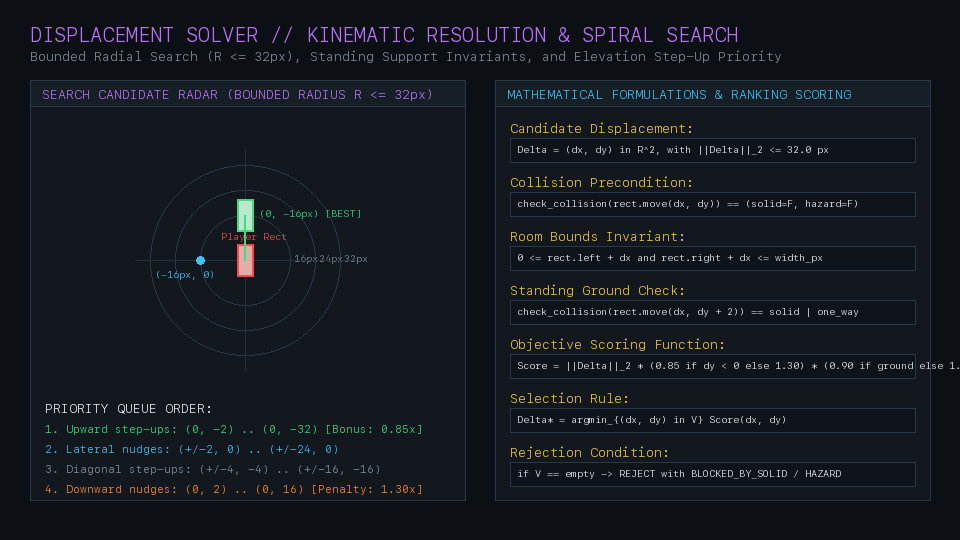 DISPLACEMENT SOLVER // KINEMATIC RESOLUTION & SPIRAL SEARCH
Bounded Radial Search (R <= 32px), Standing Support Invariants, and Elevation Step-Up Priority
SEARCH CANDIDATE RADAR (BOUNDED RADIUS R <= 32px)
(0, -16px) [BEST]
Player Rect
16px24px32px
(-16px, 0)
PRIORITY QUEUE ORDER:
1. Upward step-ups: (0, -2) .. (0, -32) [Bonus: 0.85x]
2. Lateral nudges: (+/-2, 0) .. (+/-24, 0)
3. Diagonal step-ups: (+/-4, -4) .. (+/-16, -16)
4. Downward nudges: (0, 2) .. (0, 16) [Penalty: 1.30x]
MATHEMATICAL FORMULATIONS & RANKING SCORING
Candidate Displacement:
Delta = (dx, dy) in R^2, with ||Delta||_2 <= 32.0 px
Collision Precondition:
check_collision(rect.move(dx, dy)) == (solid=F, hazard=F)
Room Bounds Invariant:
0 <= rect.left + dx and rect.right + dx <= width_px
Standing Ground Check:
check_collision(rect.move(dx, dy + 2)) == solid | one_way
Objective Scoring Function:
Score = ||Delta||_2 * (0.85 if dy < 0 else 1.30) * (0.90 if ground else 1.
Selection Rule:
Delta* = argmin_{(dx, dy) in V} Score(dx, dy)
Rejection Condition:
if V == empty -> REJECT with BLOCKED_BY_SOLID / HAZARD